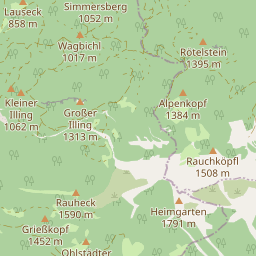 Lauseck
858 m
Simmersberg
1052 m
Wagbichl
1017 m
Rötelstein
1395 m
Kleiner
Illing
1062 m
Großer
Illing
1313 m
Alpenkopf
1384 m
Rauchköpfl
1508 m
Rauheck
1590 m
Heimgarten
1791 m
Grießkopf
1452 m
Ohlstädter